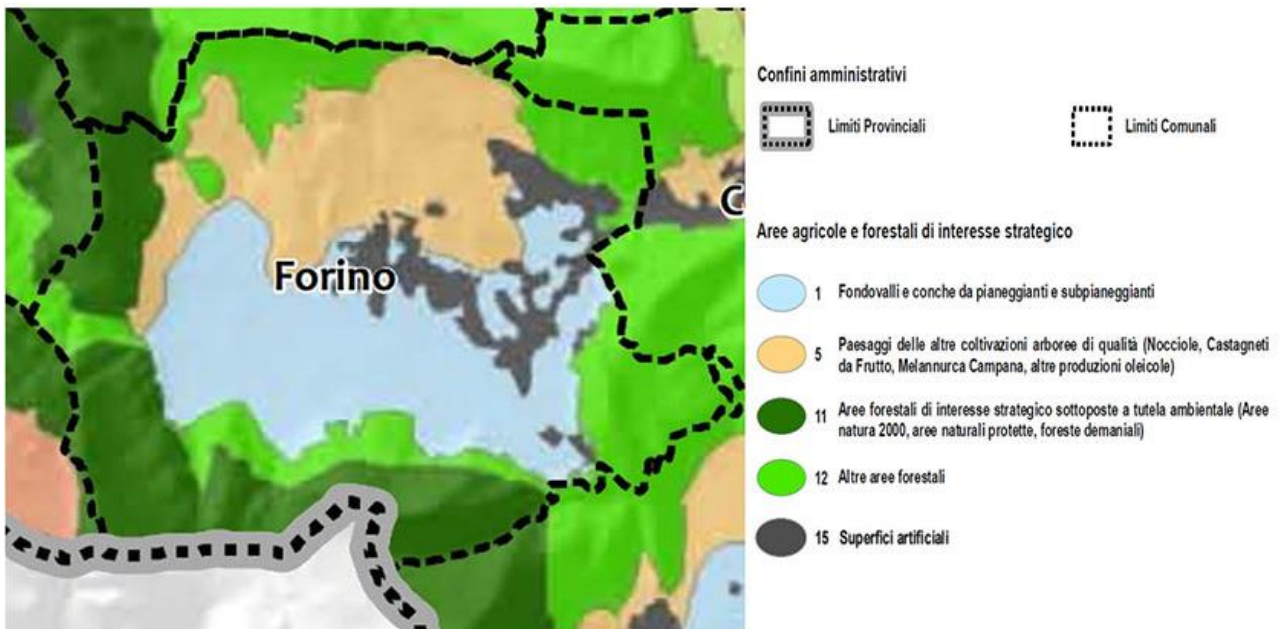 Forino
C
Confini amministrativi
Limiti Provinciali
Limiti Comunali
Aree agricole e forestali di interesse strategico
1 Fondovalli e conche da pianeggianti e subpianeggianti
5 Paesaggi delle altre coltivazioni arboree di qualità (Nocciole, Castagneti
da Frutto, Melannurca Campana, altre produzioni oleicole)
11 Aree forestali di interesse strategico sottoposte a tutela ambientale (Aree
natura 2000, aree naturali protette, foreste demaniali)
12 Altre aree forestali
15 Superfici artificiali